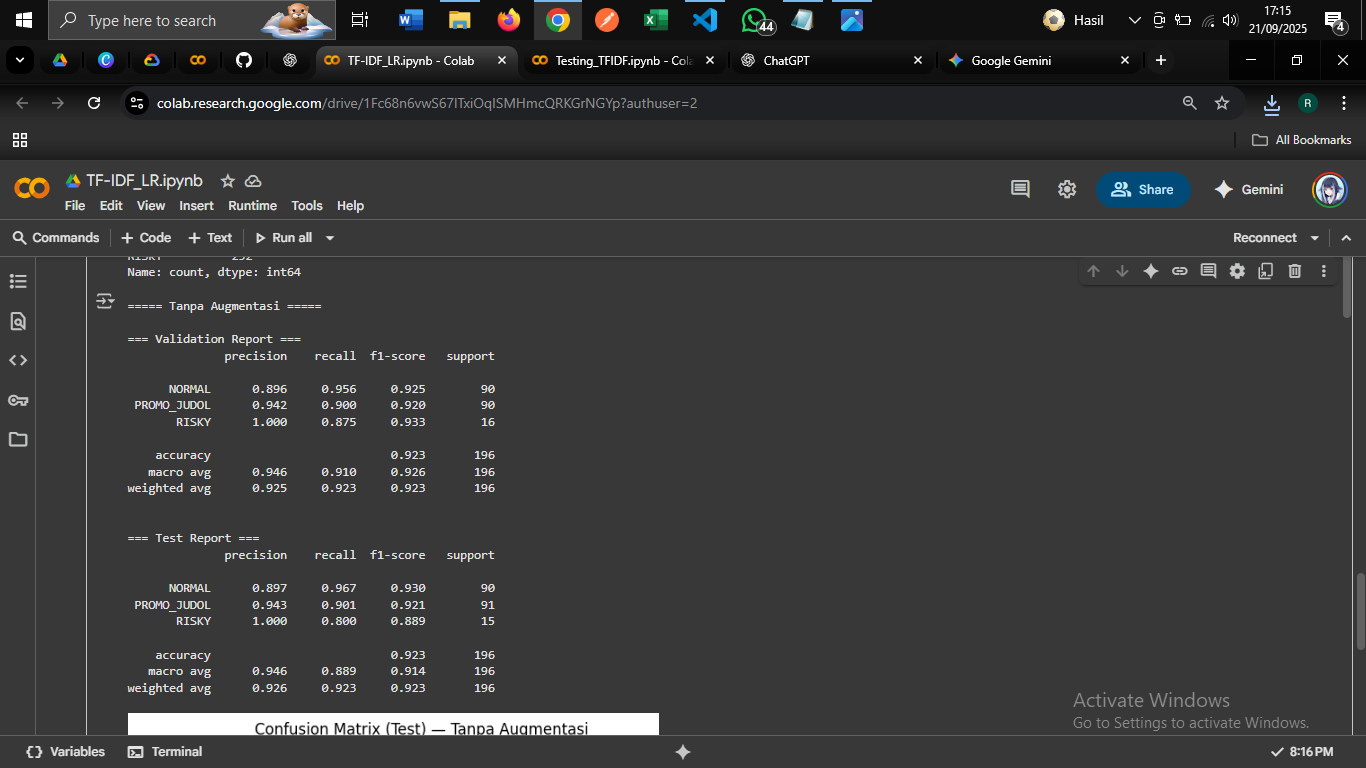 Type here to search
44
Hasil
17:15
21/09/2025
4
TF-IDF_LR.ipynb - Colab
Testing_TFIDF.ipynb - Cola
ChatGPT
Google Gemini
colab.research.google.com/drive/1Fc68n6vwS67lTxiOqISMHmcQRKGrNGYp?authuser=2
R
All Bookmarks
TF-IDF_LR.ipynb
File Edit View Insert Runtime Tools Help
Share
Gemini
Commands + Code + Text Run all
Reconnect
RISKY 252
Name: count, dtype: int64
===== Tanpa Augmentasi =====
=== Validation Report ===
precision recall f1-score support
NORMAL 0.896 0.956 0.925 90
PROMO_JUDOL 0.942 0.900 0.920 90
RISKY 1.000 0.875 0.933 16
accuracy 0.923 196
macro avg 0.946 0.910 0.926 196
weighted avg 0.925 0.923 0.923 196
=== Test Report ===
precision recall f1-score support
NORMAL 0.897 0.967 0.930 90
PROMO_JUDOL 0.943 0.901 0.921 91
RISKY 1.000 0.800 0.889 15
accuracy 0.923 196
macro avg 0.946 0.889 0.914 196
weighted avg 0.926 0.923 0.923 196
Confusion Matrix (Test) — Tanpa Augmentasi
Activate Windows
Go to Settings to activate Windows.
Variables Terminal
8:16 PM